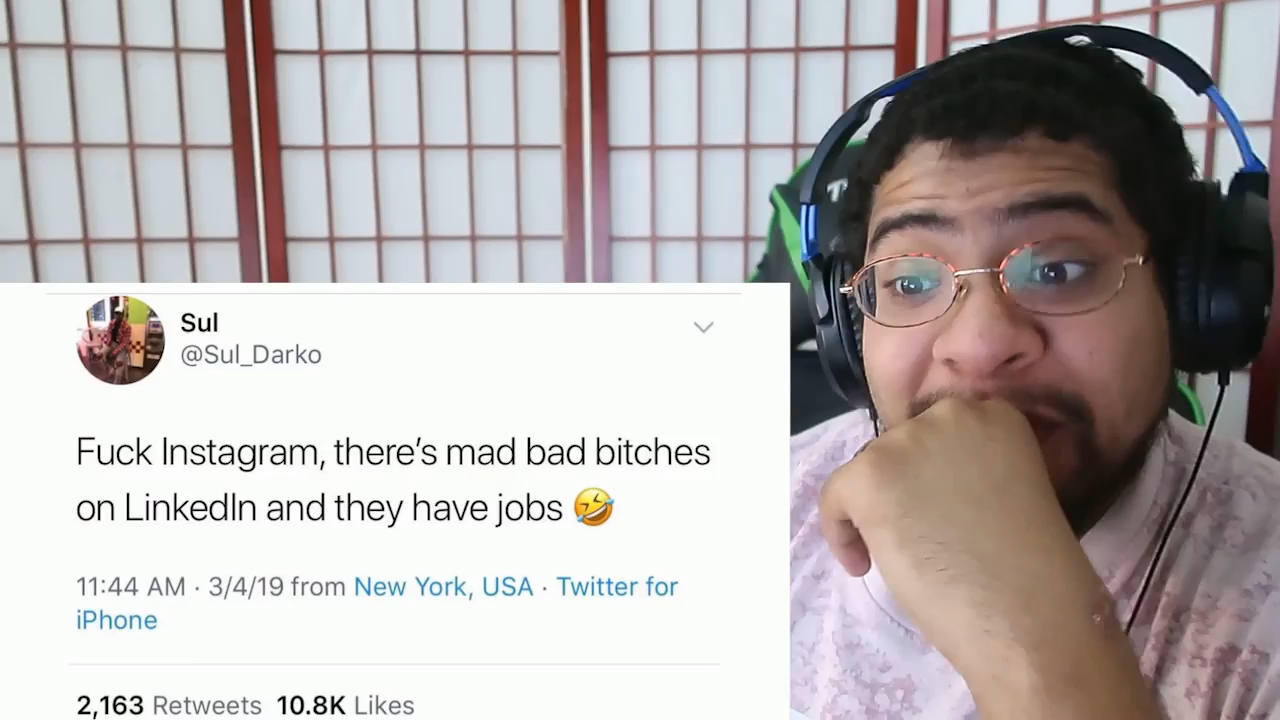 Sul
@Sul_Darko
Fuck Instagram, there's mad bad bitches
on LinkedIn and they have jobs 🤣
11:44 AM · 3/4/19 from New York, USA · Twitter for
iPhone
2,163 Retweets 10.8K Likes